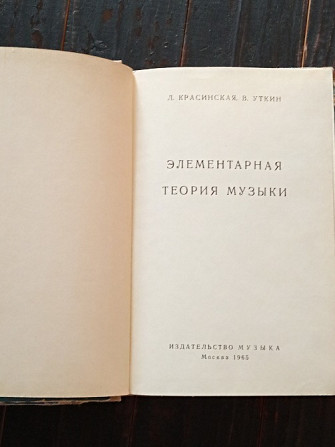 Л. КРАСИНСКАЯ, В. УТКИН
ЭЛЕМЕНТАРНАЯ
ТЕОРИЯ МУЗЫКИ
ИЗДАТЕЛЬСТВО МУЗЫКА
Москва 1965